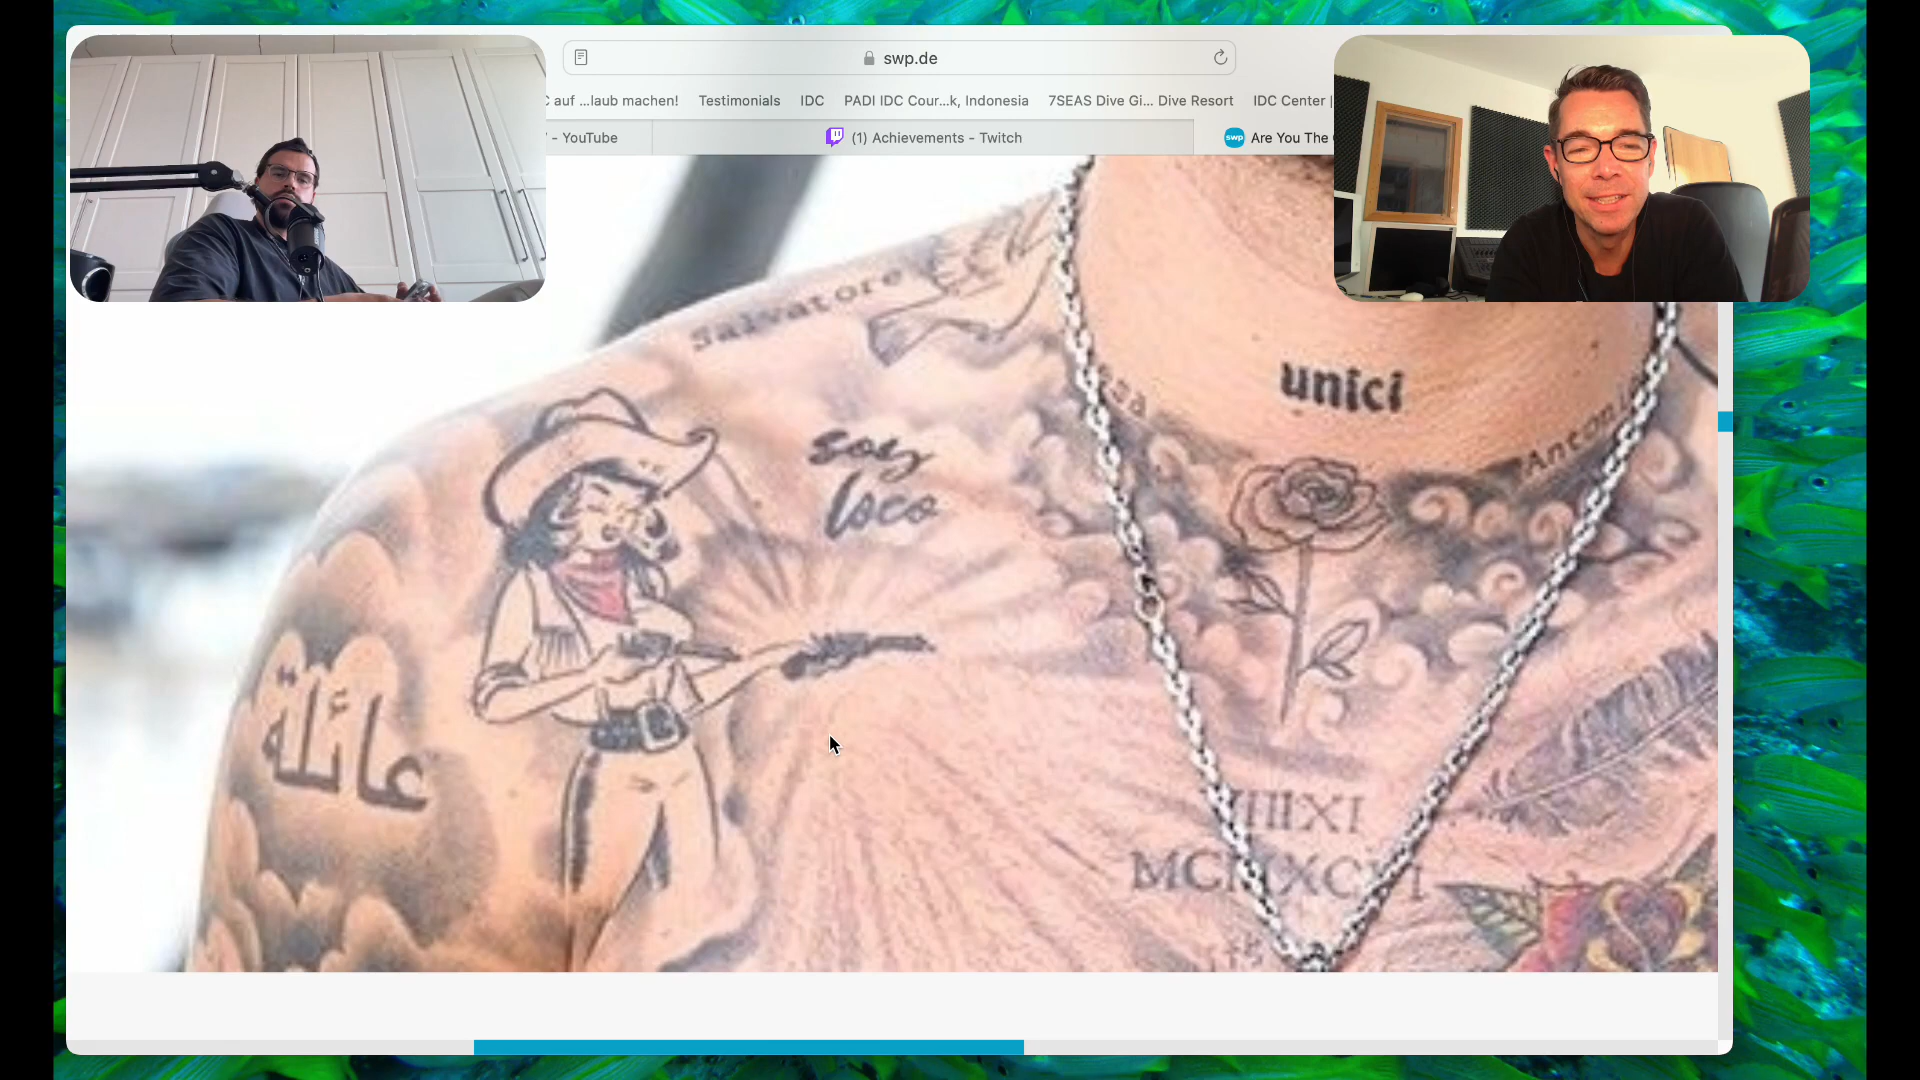 swp.de
C auf ...laub machen!
Testimonials
IDC
PADI IDC Cour...k, Indonesia
7SEAS Dive Gi... Dive Resort
IDC Center |
- YouTube
(1) Achievements - Twitch
swp
Are You The
Salvatore
unici
soy
loco
عائلة